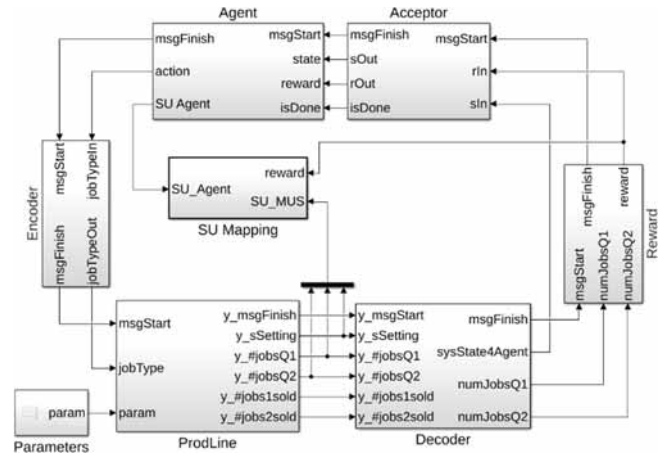 Agent
Acceptor
msgFinish
action
SU Agent
msgStart
state
reward
isDone
msgFinish
sOut
rOut
isDone
msgStart
rIn
sIn
msgStart
jobTypeIn
msgFinish
jobTypeOut
Encoder
SU_Agent
reward
SU_MUS
SU Mapping
msgFinish
reward
msgStart
numJobsQ1
numJobsQ2
Reward
msgStart
jobType
param
y_msgFinish
y_sSetting
y_#jobsQ1
y_#jobsQ2
y_#jobs1sold
y_#jobs2sold
ProdLine
y_msgStart
y_sSetting
y_#jobsQ1
y_#jobsQ2
y_#jobs1sold
y_#jobs2sold
msgFinish
sysState4Agent
numJobsQ1
numJobsQ2
Decoder
param
Parameters